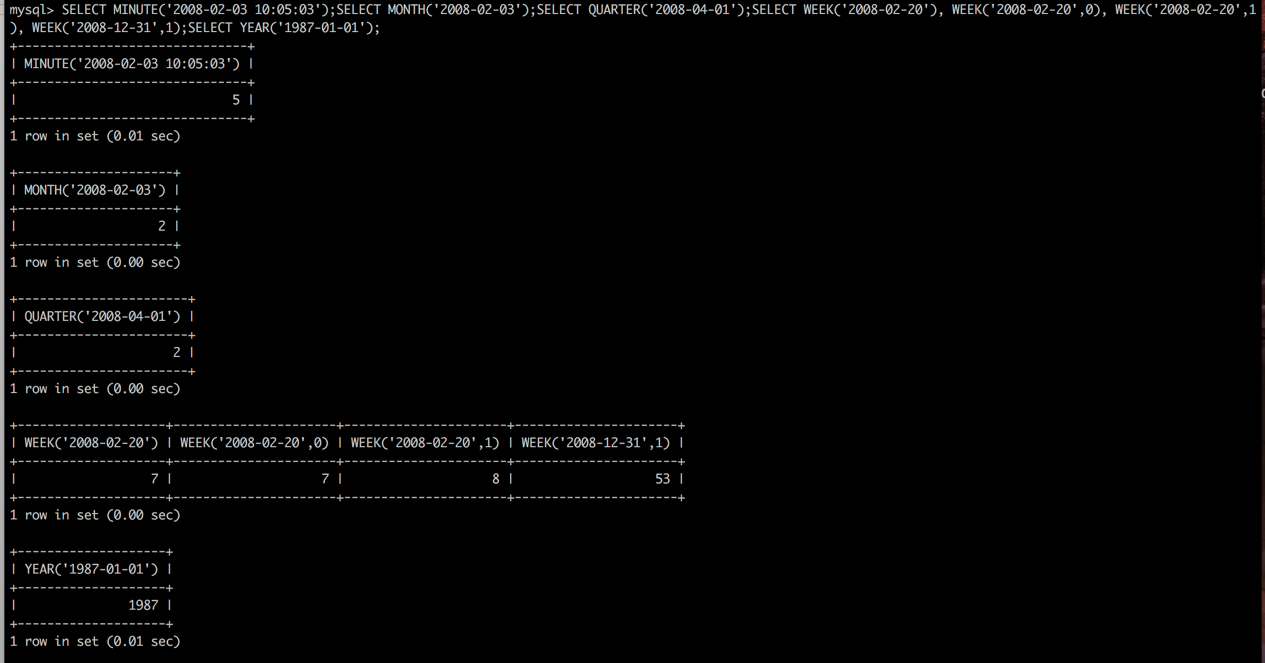 mysql> SELECT MINUTE('2008-02-03 10:05:03');SELECT MONTH('2008-02-03');SELECT QUARTER('2008-04-01');SELECT WEEK('2008-02-20'), WEEK('2008-02-20',0), WEEK('2008-02-20',1
), WEEK('2008-12-31',1);SELECT YEAR('1987-01-01');
+-------------------------------+
| MINUTE('2008-02-03 10:05:03') |
+-------------------------------+
|                             5 |
+-------------------------------+
1 row in set (0.01 sec)

+---------------------+
| MONTH('2008-02-03') |
+---------------------+
|                   2 |
+---------------------+
1 row in set (0.00 sec)

+-----------------------+
| QUARTER('2008-04-01') |
+-----------------------+
|                     2 |
+-----------------------+
1 row in set (0.00 sec)

+--------------------+----------------------+----------------------+----------------------+
| WEEK('2008-02-20') | WEEK('2008-02-20',0) | WEEK('2008-02-20',1) | WEEK('2008-12-31',1) |
+--------------------+----------------------+----------------------+----------------------+
|                  7 |                    7 |                    8 |                   53 |
+--------------------+----------------------+----------------------+----------------------+
1 row in set (0.00 sec)

+--------------------+
| YEAR('1987-01-01') |
+--------------------+
|               1987 |
+--------------------+
1 row in set (0.01 sec)